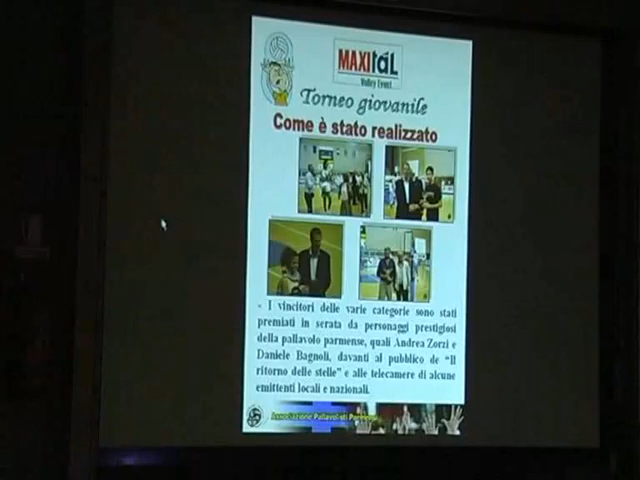 MAXItal
Volley Event
Torneo giovanile
Come è stato realizzato
- I vincitori delle varie categorie sono stati
premiati in serata da personaggi prestigiosi
della pallavolo parmense, quali Andrea Zorzi e
Daniele Bagnoli, davanti al pubblico de “Il
ritorno delle stelle” e alle telecamere di alcune
emittenti locali e nazionali.
Associazione Pallavolisti